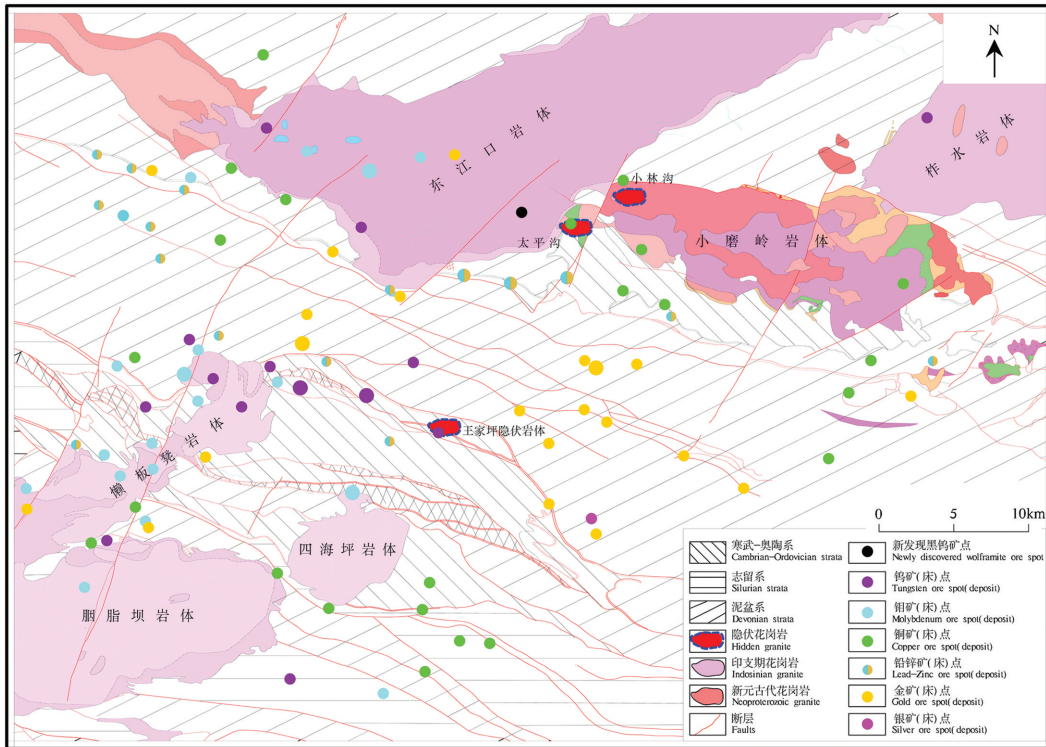 N
东江口岩体
柞水岩体
小林沟
太平沟
小磨岭岩体
王家坪隐伏岩体
懒板凳岩体
四海坪岩体
胭脂坝岩体
0 5 10km
寒武-奥陶系
Cambrian-Ordovician strata
志留系
Silurian strata
泥盆系
Devonian strata
隐伏花岗岩
Hidden granite
印支期花岗岩
Indosinian granite
新元古代花岗岩
Neoproterozoic granite
断层
Faults
新发现黑钨矿点
Newly discovered wolframite ore spot
钨矿(床)点
Tungsten ore spot(deposit)
钼矿(床)点
Molybdenum ore spot(deposit)
铜矿(床)点
Copper ore spot(deposit)
铅锌矿(床)点
Lead-Zinc ore spot(deposit)
金矿(床)点
Gold ore spot(deposit)
银矿(床)点
Silver ore spot(deposit)